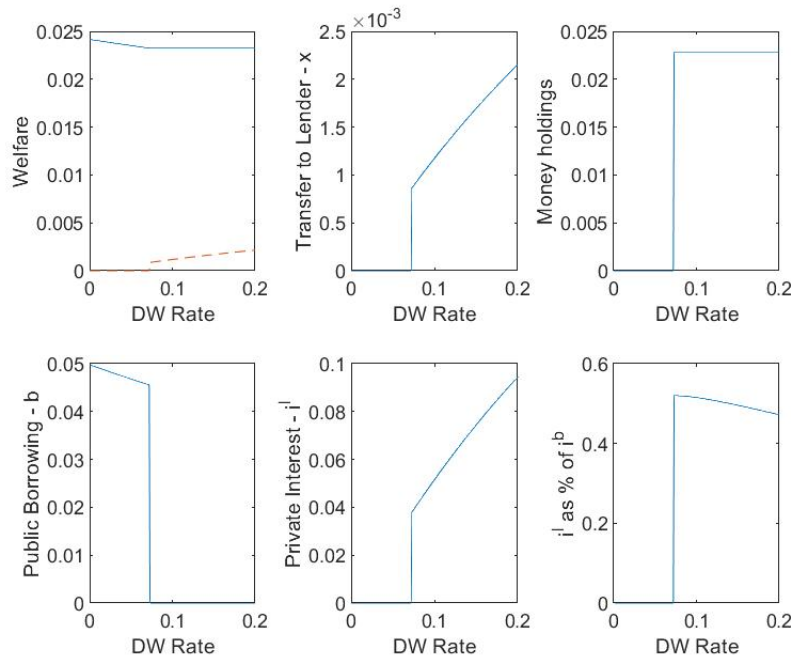 Welfare
0.025
0.02
0.015
0.01
0.005
0
0 0.1 0.2
DW Rate
Transfer to Lender - x
×10⁻³
2.5
2
1.5
1
0.5
0
0 0.1 0.2
DW Rate
Money holdings
0.025
0.02
0.015
0.01
0.005
0
0 0.1 0.2
DW Rate
Public Borrowing - b
0.05
0.04
0.03
0.02
0.01
0
0 0.1 0.2
DW Rate
Private Interest - iˡ
0.1
0.08
0.06
0.04
0.02
0
0 0.1 0.2
DW Rate
iˡ as % of iᵇ
0.6
0.4
0.2
0
0 0.1 0.2
DW Rate